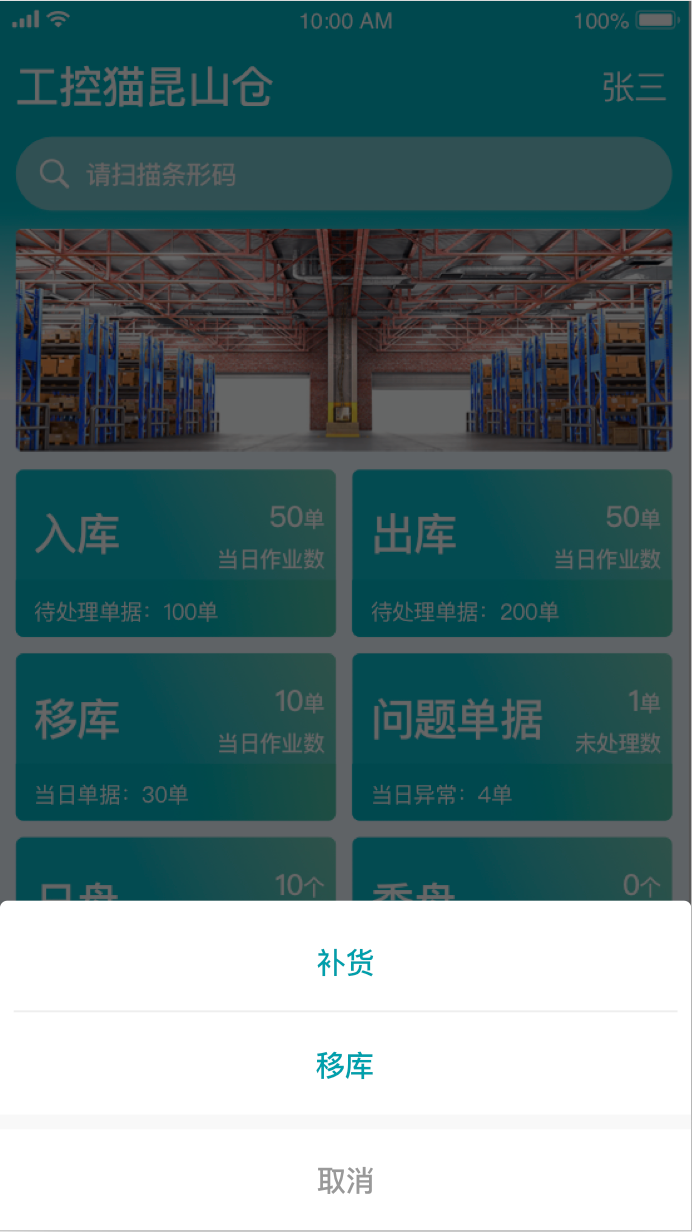 10:00 AM 100%
工控猫昆山仓 张三
请扫描条形码
入库 50单
当日作业数
待处理单据：100单
出库 50单
当日作业数
待处理单据：200单
移库 10单
当日作业数
当日单据：30单
问题单据 1单
未处理数
当日异常：4单
10个
0个
补货
移库
取消